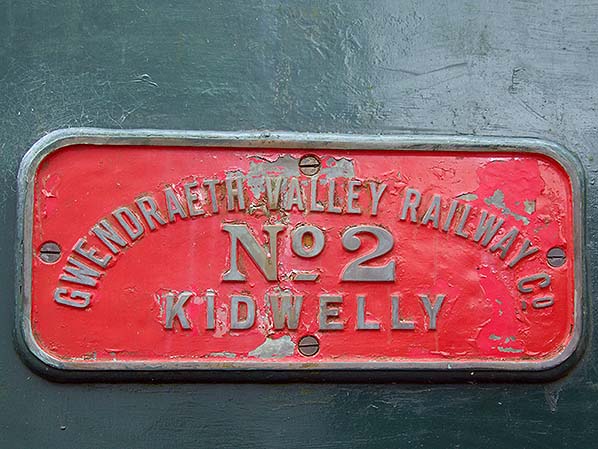 GWENDRAETH VALLEY RAILWAY Co
No 2
KIDWELLY